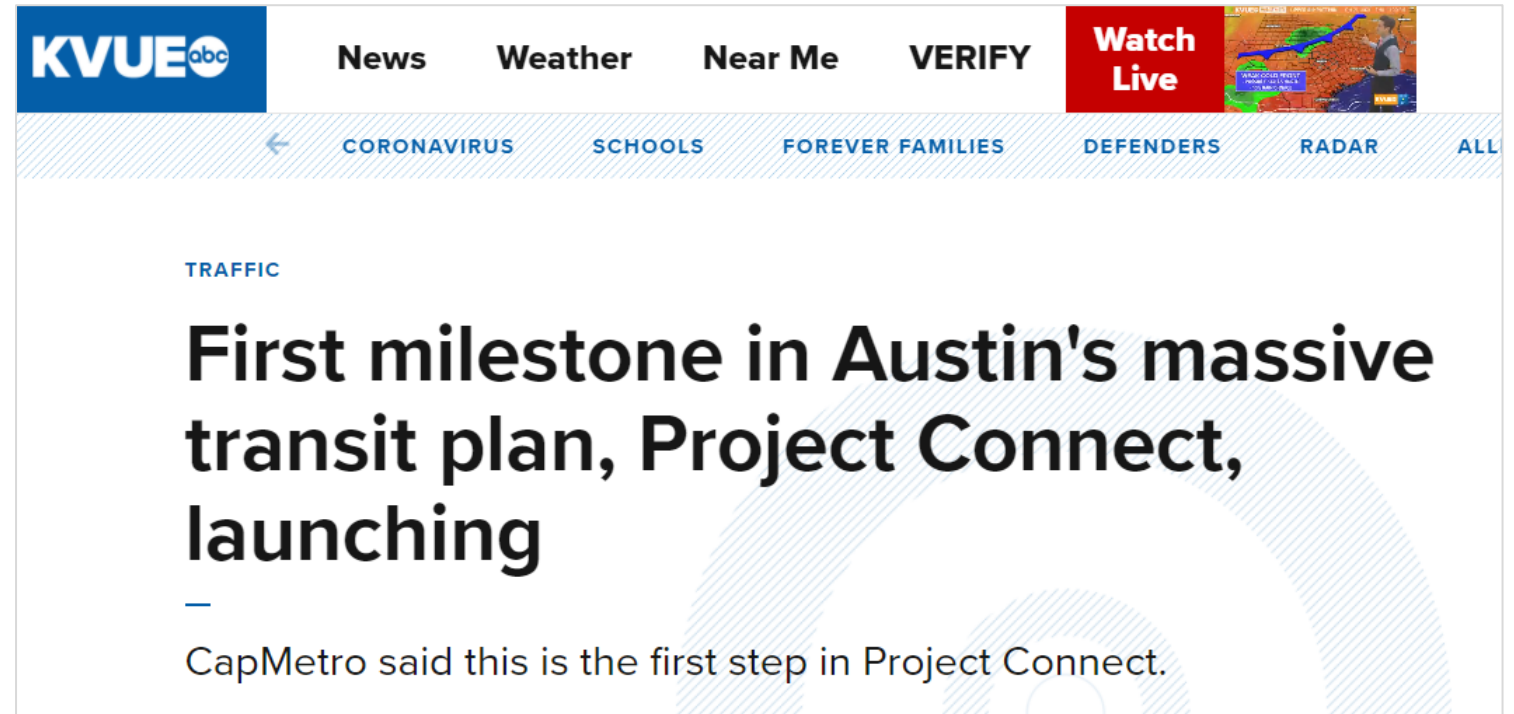 KVUE abc
News Weather Near Me VERIFY Watch Live
CORONAVIRUS SCHOOLS FOREVER FAMILIES DEFENDERS RADAR ALL
TRAFFIC
First milestone in Austin's massive
transit plan, Project Connect,
launching
CapMetro said this is the first step in Project Connect.